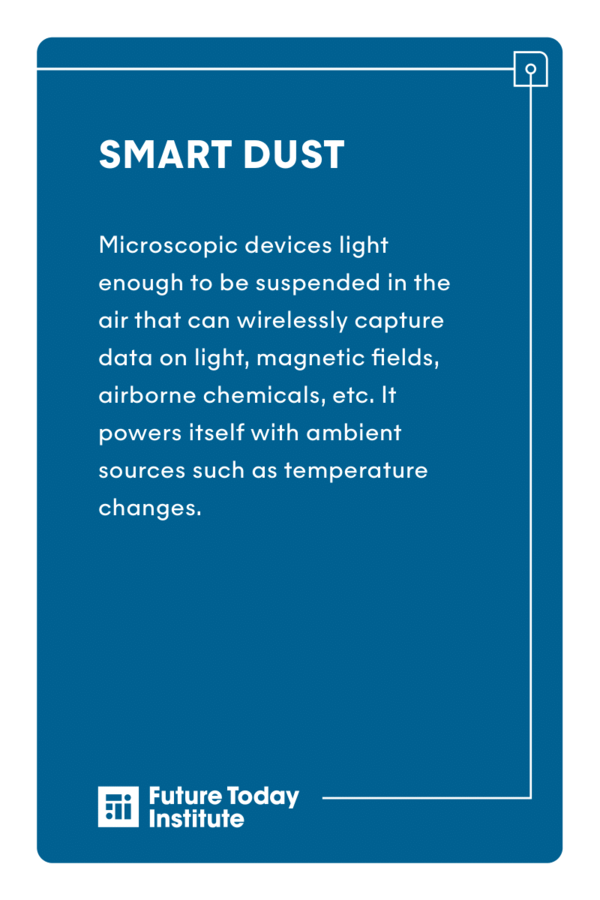 SMART DUST
Microscopic devices light
enough to be suspended in the
air that can wirelessly capture
data on light, magnetic fields,
airborne chemicals, etc. It
powers itself with ambient
sources such as temperature
changes.
Future Today
Institute